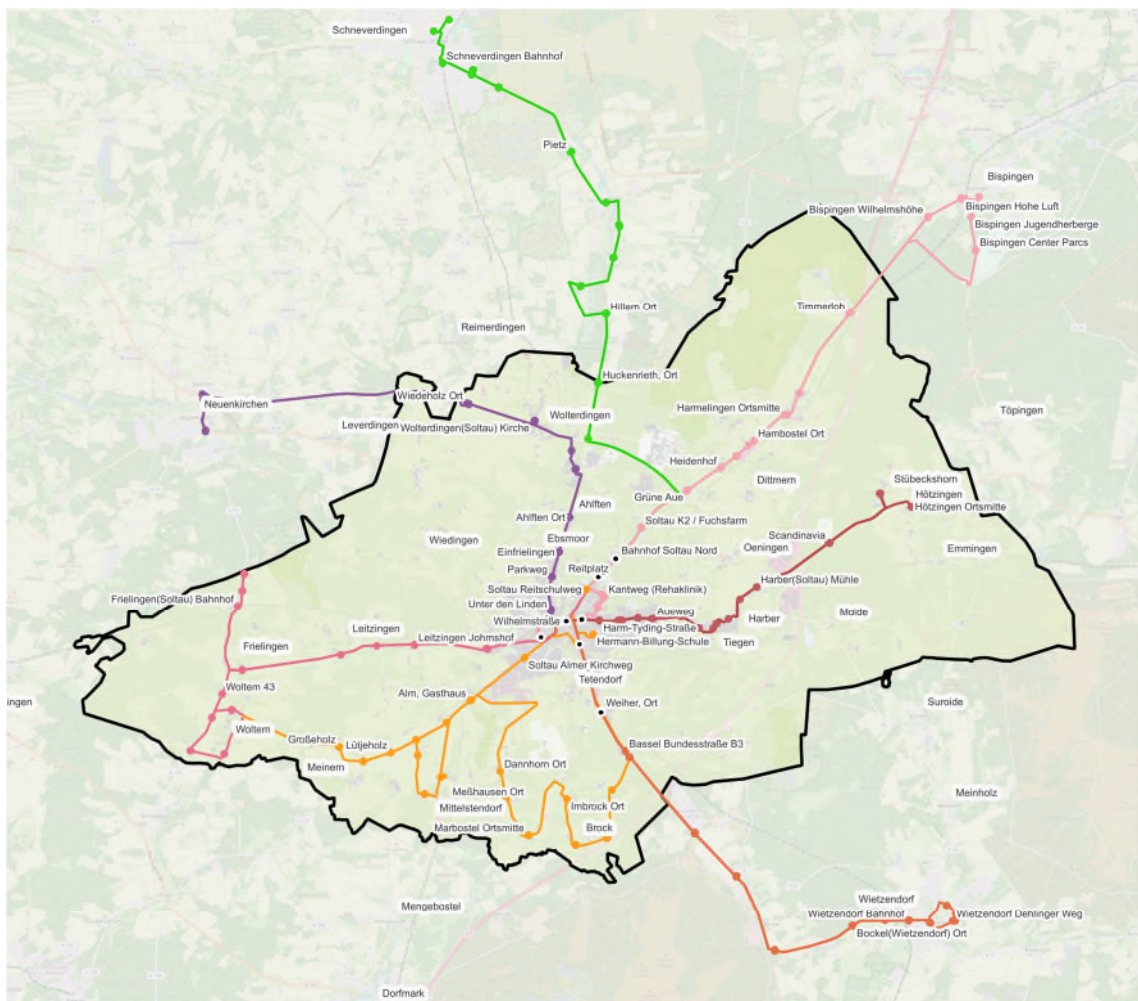 Schneverdingen
Schneverdingen Bahnhof
Pietz
Bispingen
Bispingen Hohe Luft
Bispingen Wilhelmshöhe
Bispingen Jugendherberge
Bispingen Center Parcs
Hillern Ort
Timmerloh
Reimerdingen
Huckenrieth, Ort
Wiedeholz Ort
Neuenkirchen
Harmelingen Ortsmitte
Töpingen
Wolterdingen
Leverdingen
Wolterdingen(Soltau) Kirche
Hambostel Ort
Heidenhof
Dittmern
Stübeckshorn
Grüne Aue
Hötzingen
Ahlften
Hötzingen Ortsmitte
Ahlften Ort
Soltau K2 / Fuchsfarm
Wiedingen
Ebsmoor
Scandinavia
Oeningen
Emmingen
Einfrielingen
Bahnhof Soltau Nord
Parkweg
Reitplatz
Harber(Soltau) Mühle
Soltau Reitschulweg
Kantweg (Rehaklinik)
Frielingen(Soltau) Bahnhof
Unter den Linden
Aueweg
Moide
Wilhelmstraße
Harber
Leitzingen
Harm-Tyding-Straße
Leitzingen Johmshof
Hermann-Billung-Schule
Tiegen
Frielingen
Soltau Almer Kirchweg
Tetendorf
Woltem 43
Alm, Gasthaus
ingen
Suroide
Weiher, Ort
Woltem
Großeholz
Lütjeholz
Bassel Bundesstraße B3
Meinern
Dannhorn Ort
Meßhausen Ort
Meinholz
Mittelstendorf
Imbrock Ort
Marbostel Ortsmitte
Brock
Wietzendorf
Mengebostel
Wietzendorf Bahnhof
Wietzendorf Dehlinger Weg
Bockel(Wietzendorf) Ort
Dorfmark